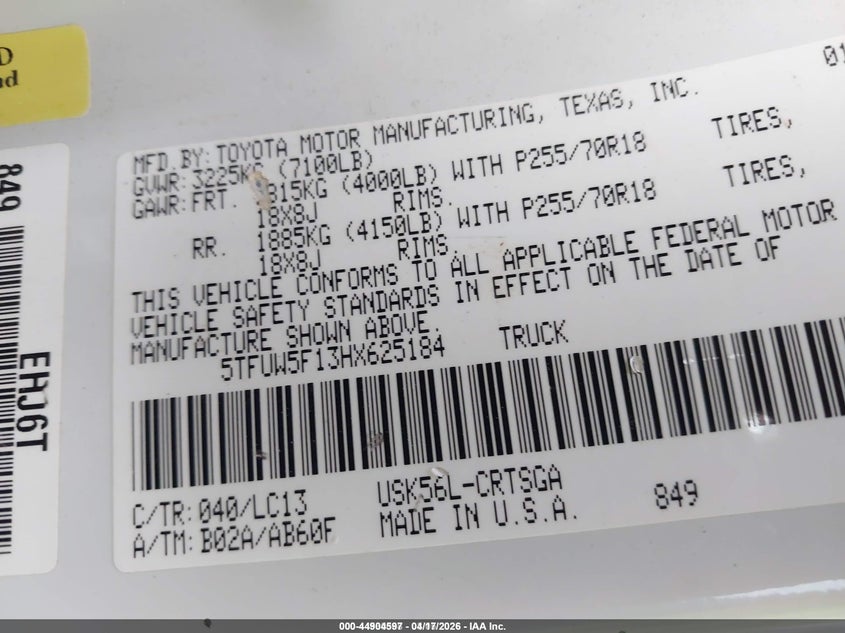 D
nd
849
EHJ6T
01
MFD. BY: TOYOTA MOTOR MANUFACTURING, TEXAS, INC.
GVWR: 3225KG (7100LB)
GAWR: FRT. 1815KG (4000LB) WITH P255/70R18 TIRES,
18X8J RIMS.
RR. 1885KG (4150LB) WITH P255/70R18 TIRES,
18X8J RIMS.
THIS VEHICLE CONFORMS TO ALL APPLICABLE FEDERAL MOTOR
VEHICLE SAFETY STANDARDS IN EFFECT ON THE DATE OF
MANUFACTURE SHOWN ABOVE.
5TFUW5F13HX625184 TRUCK
C/TR: 040/LC13 USK56L-CRTSGA
A/TM: B02A/AB60F MADE IN U.S.A. 849
000-44904597 - 04/17/2026 - IAA Inc.